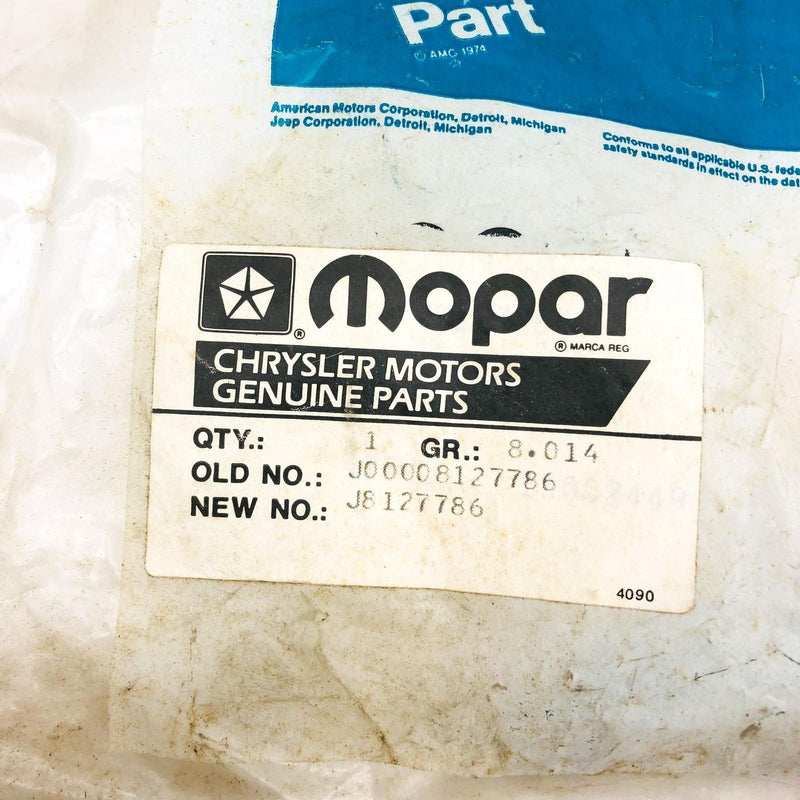 Part
© AMC 1974
American Motors Corporation, Detroit, Michigan
Jeep Corporation, Detroit, Michigan
Conforms to all applicable U.S. fede
safety standards in effect on the dat
Mopar
®
® MARCA REG
CHRYSLER MOTORS
GENUINE PARTS
QTY.: 1 GR.: 8.014
OLD NO.: J00008127786
NEW NO.: J8127786
4090